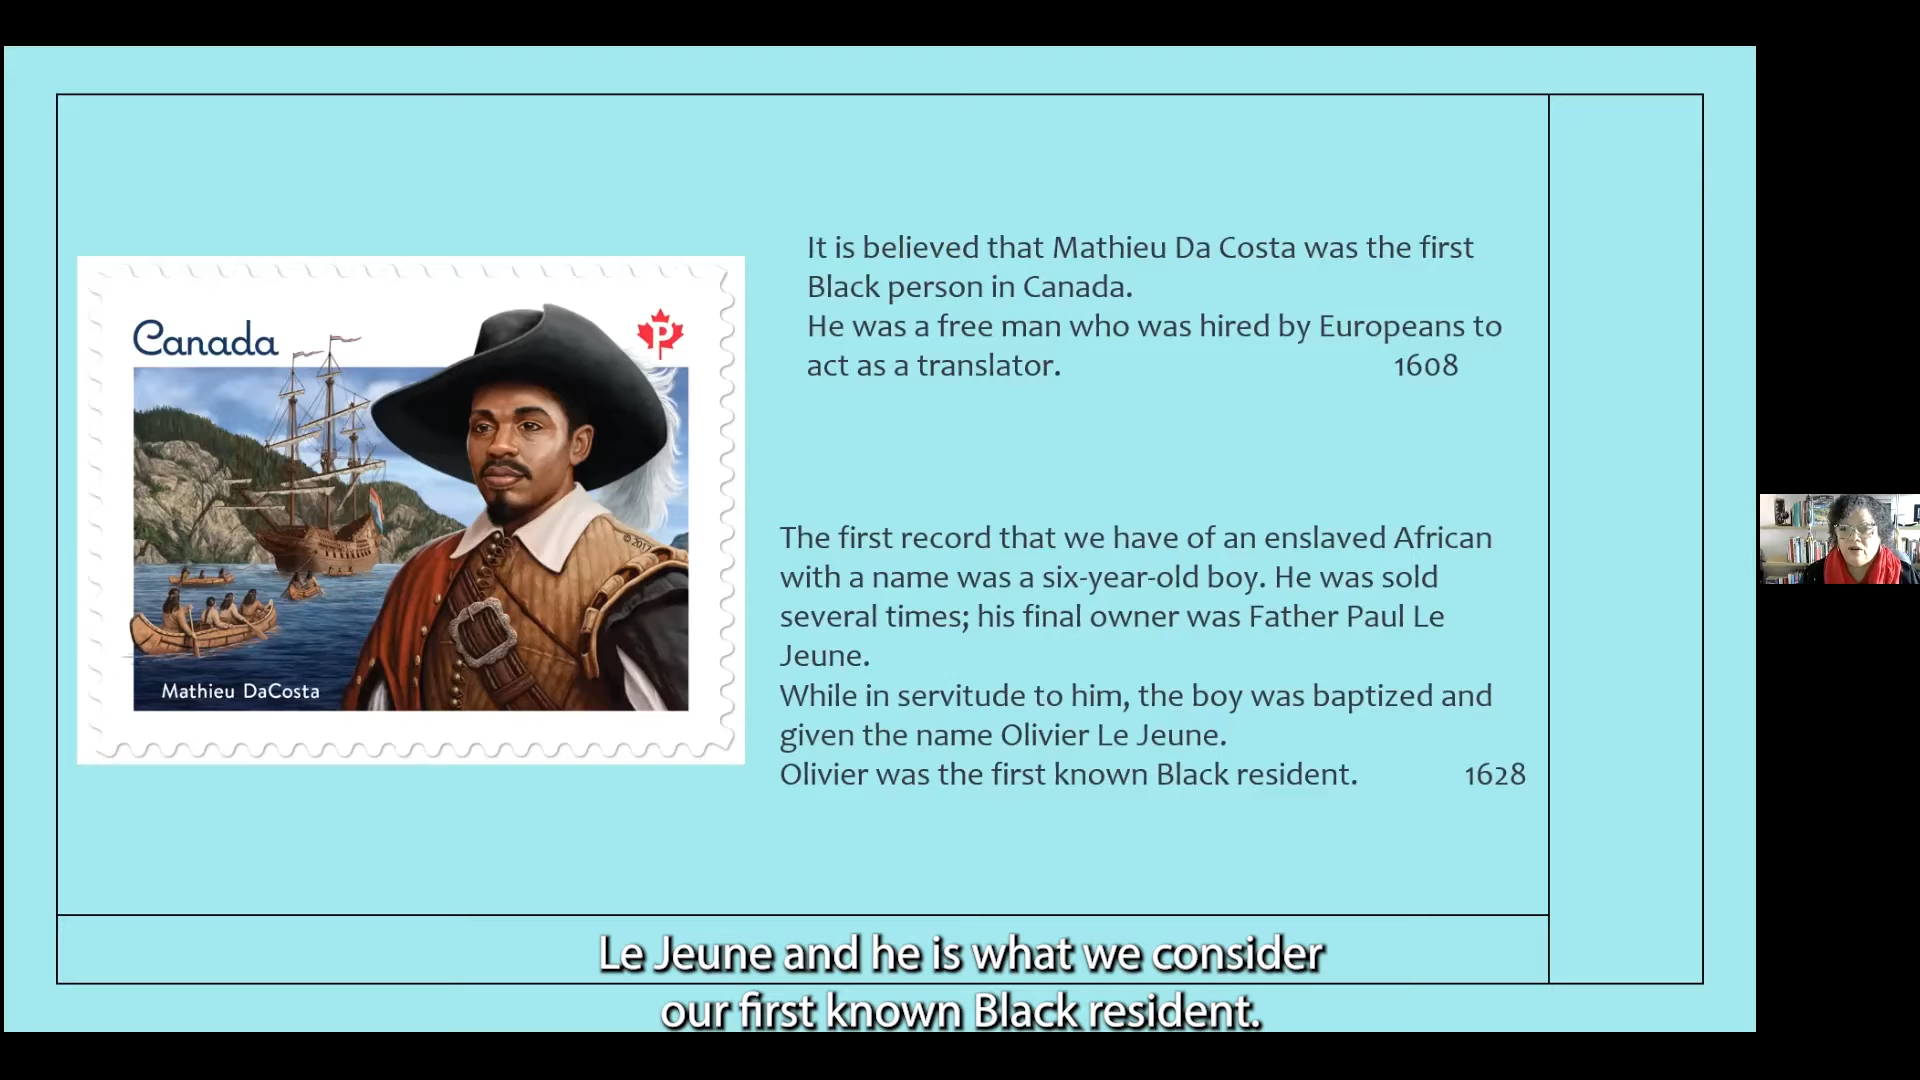 Canada
P
© 2017
Mathieu DaCosta
It is believed that Mathieu Da Costa was the first
Black person in Canada.
He was a free man who was hired by Europeans to
act as a translator. 1608
The first record that we have of an enslaved African
with a name was a six-year-old boy. He was sold
several times; his final owner was Father Paul Le
Jeune.
While in servitude to him, the boy was baptized and
given the name Olivier Le Jeune.
Olivier was the first known Black resident. 1628
Le Jeune and he is what we consider
our first known Black resident.